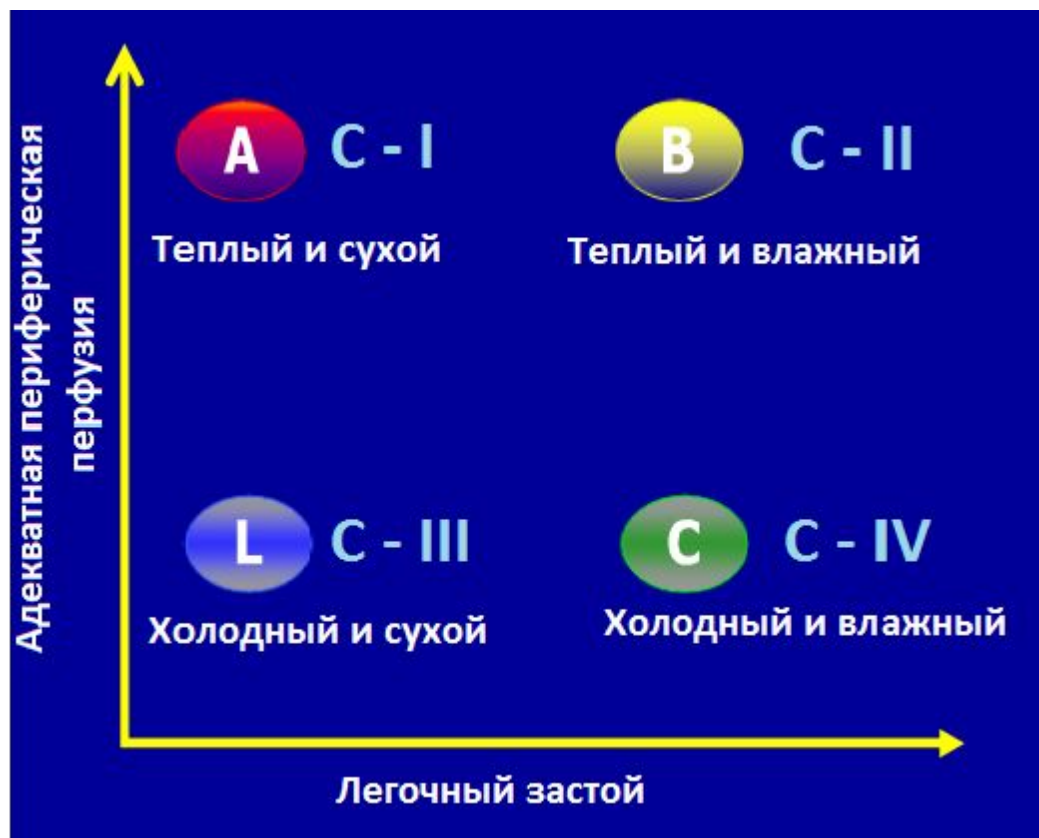 Адекватная периферическая
перфузия
A C - I
B C - II
Теплый и сухой
Теплый и влажный
L C - III
C C - IV
Холодный и сухой
Холодный и влажный
Легочный застой